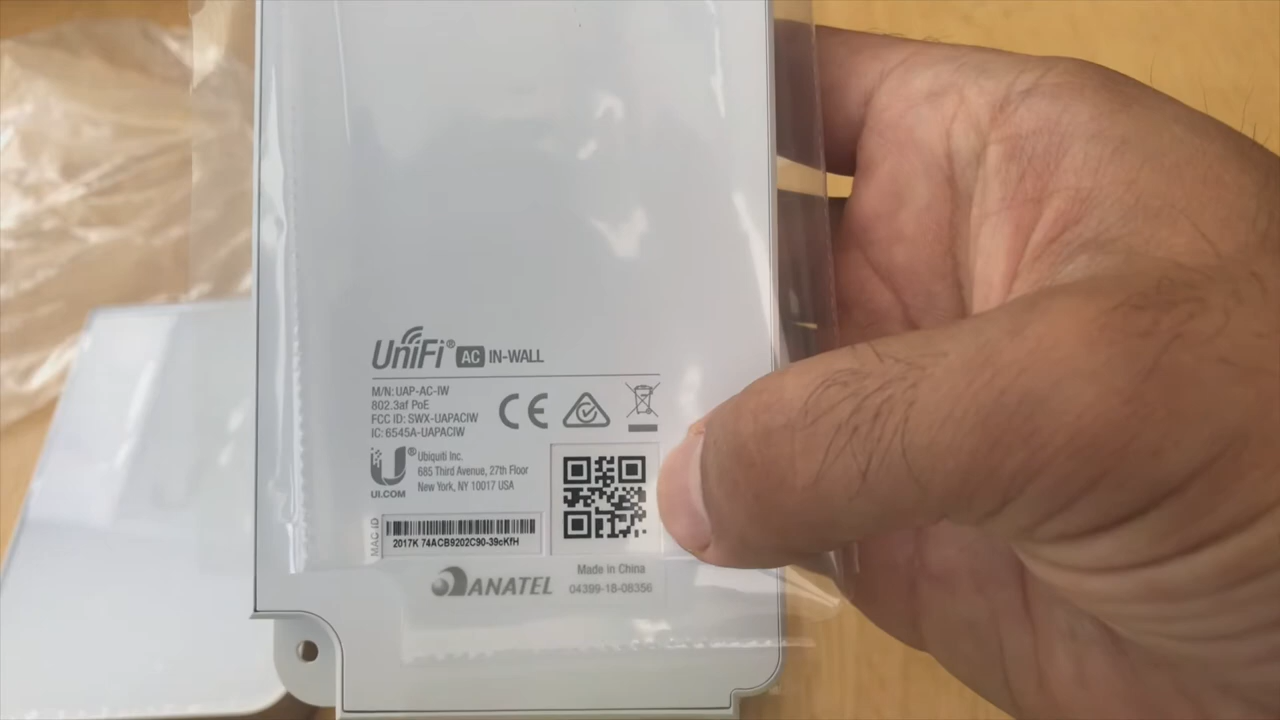 UniFi® AC IN-WALL
M/N: UAP-AC-IW
802.3af PoE
FCC ID: SWX-UAPACIW
IC: 6545A-UAPACIW
CE
U®
UI.COM
Ubiquiti Inc.
685 Third Avenue, 27th Floor
New York, NY 10017 USA
MAC ID
2017K 74ACB9202C90-39cKfH
ANATEL
Made in China
04399-18-08356